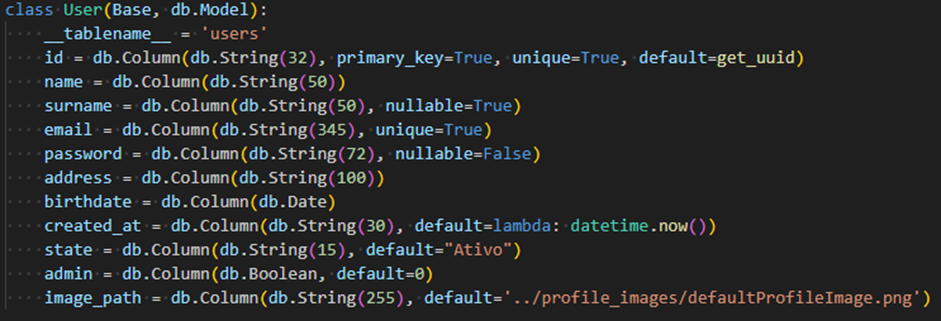 class User(Base, db.Model):
    __tablename__ = 'users'
    id = db.Column(db.String(32), primary_key=True, unique=True, default=get_uuid)
    name = db.Column(db.String(50))
    surname = db.Column(db.String(50), nullable=True)
    email = db.Column(db.String(345), unique=True)
    password = db.Column(db.String(72), nullable=False)
    address = db.Column(db.String(100))
    birthdate = db.Column(db.Date)
    created_at = db.Column(db.String(30), default=lambda: datetime.now())
    state = db.Column(db.String(15), default="Ativo")
    admin = db.Column(db.Boolean, default=0)
    image_path = db.Column(db.String(255), default='../profile_images/defaultProfileImage.png')